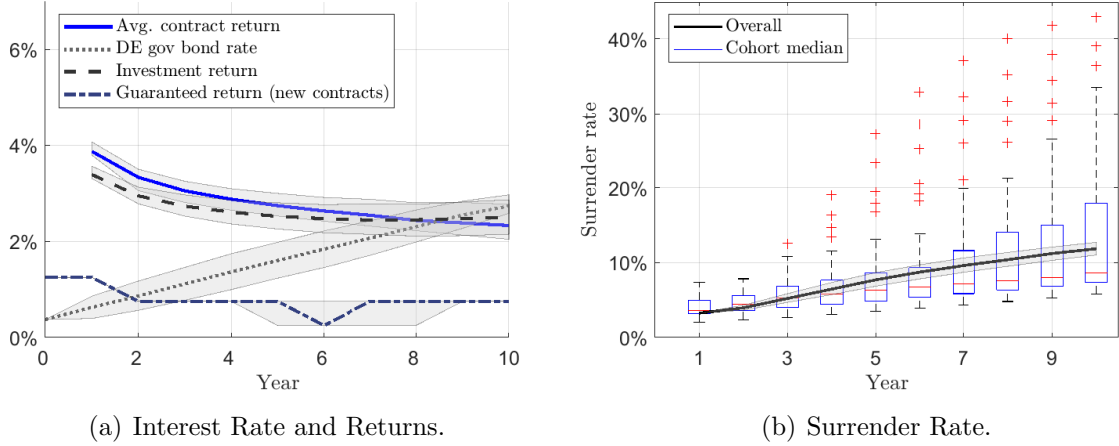 Avg. contract return
DE gov bond rate
Investment return
Guaranteed return (new contracts)
6%
4%
2%
0%
0 2 4 6 8 10
Year
(a) Interest Rate and Returns.
Overall
Cohort median
Surrender rate
40%
30%
20%
10%
0%
1 3 5 7 9
Year
(b) Surrender Rate.